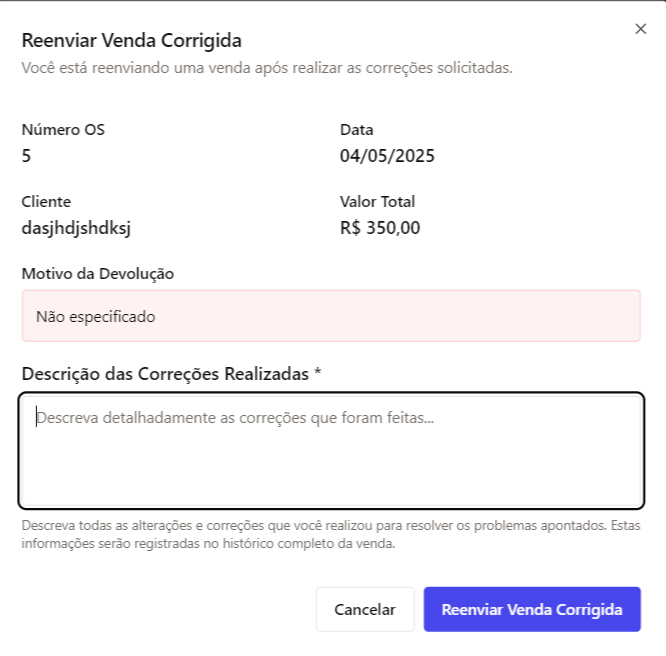 Reenviar Venda Corrigida
Você está reenviando uma venda após realizar as correções solicitadas.
Número OS
5
Data
04/05/2025
Cliente
dasjhdjshdksj
Valor Total
R$ 350,00
Motivo da Devolução
Não especificado
Descrição das Correções Realizadas *
Descreva detalhadamente as correções que foram feitas...
Descreva todas as alterações e correções que você realizou para resolver os problemas apontados. Estas
informações serão registradas no histórico completo da venda.
Cancelar
Reenviar Venda Corrigida